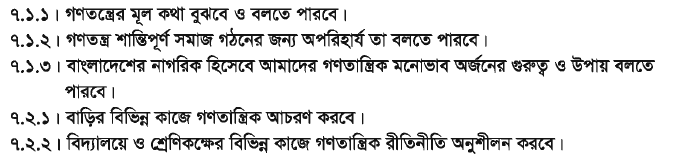 ৭.১.১। গণতন্ত্রের মূল কথা বুঝবে ও বলতে পারবে।
৭.১.২। গণতন্ত্র শান্তিপূর্ণ সমাজ গঠনের জন্য অপরিহার্য তা বলতে পারবে।
৭.১.৩। বাংলাদেশের নাগরিক হিসেবে আমাদের গণতান্ত্রিক মনোভাব অর্জনের গুরুত্ব ও উপায় বলতে
পারবে।
৭.২.১। বাড়ির বিভিন্ন কাজে গণতান্ত্রিক আচরণ করবে।
৭.২.২। বিদ্যালয়ে ও শ্রেণিকক্ষের বিভিন্ন কাজে গণতান্ত্রিক রীতিনীতি অনুশীলন করবে।